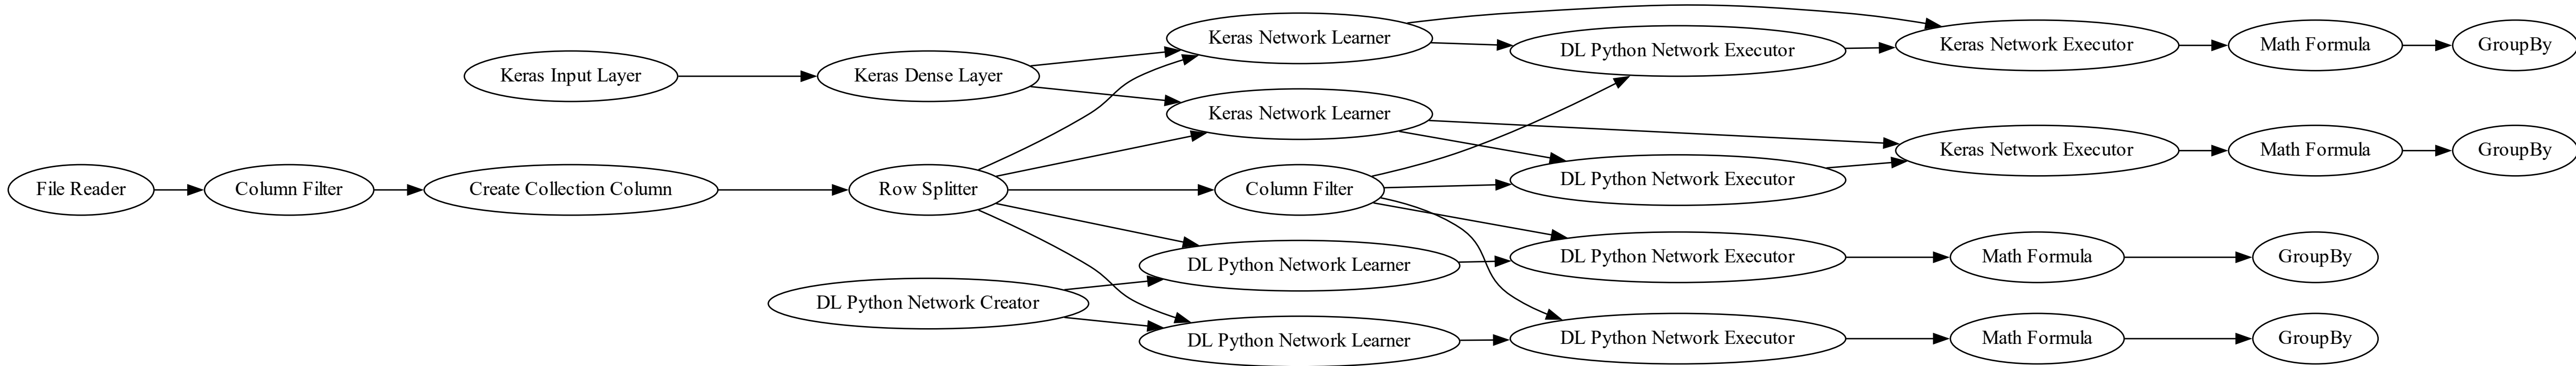 Keras Network Learner
DL Python Network Executor
Keras Network Executor
Math Formula
GroupBy
Keras Input Layer
Keras Dense Layer
Keras Network Learner
Keras Network Executor
Math Formula
GroupBy
File Reader
Column Filter
Create Collection Column
Row Splitter
Column Filter
DL Python Network Executor
DL Python Network Learner
DL Python Network Executor
Math Formula
GroupBy
DL Python Network Creator
DL Python Network Learner
DL Python Network Executor
Math Formula
GroupBy